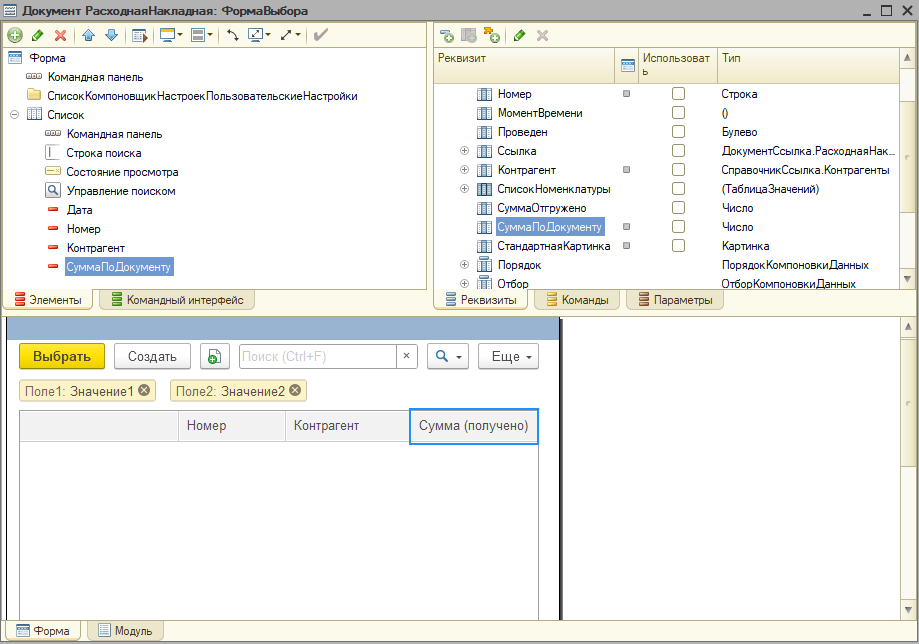 Документ РасходнаяНакладная: ФормаВыбора
Форма
Командная панель
СписокКомпоновщикНастроекПользовательскиеНастройки
Список
Командная панель
Строка поиска
Состояние просмотра
Управление поиском
Дата
Номер
Контрагент
СуммаПоДокументу
Элементы
Командный интерфейс
Реквизит
Использоват
ь
Тип
Номер
Строка
МоментВремени
()
Проведен
Булево
Ссылка
ДокументСсылка.РасходнаяНак...
Контрагент
СправочникСсылка.Контрагенты
СписокНоменклатуры
(ТаблицаЗначений)
СуммаОтгружено
Число
СуммаПоДокументу
Число
СтандартнаяКартинка
Картинка
Порядок
ПорядокКомпоновкиДанных
Отбор
ОтборКомпоновкиДанных
Реквизиты
Команды
Параметры
Выбрать
Создать
Поиск (Ctrl+F)
×
Еще
Поле1: Значение1
Поле2: Значение2
Номер
Контрагент
Сумма (получено)
Форма
Модуль